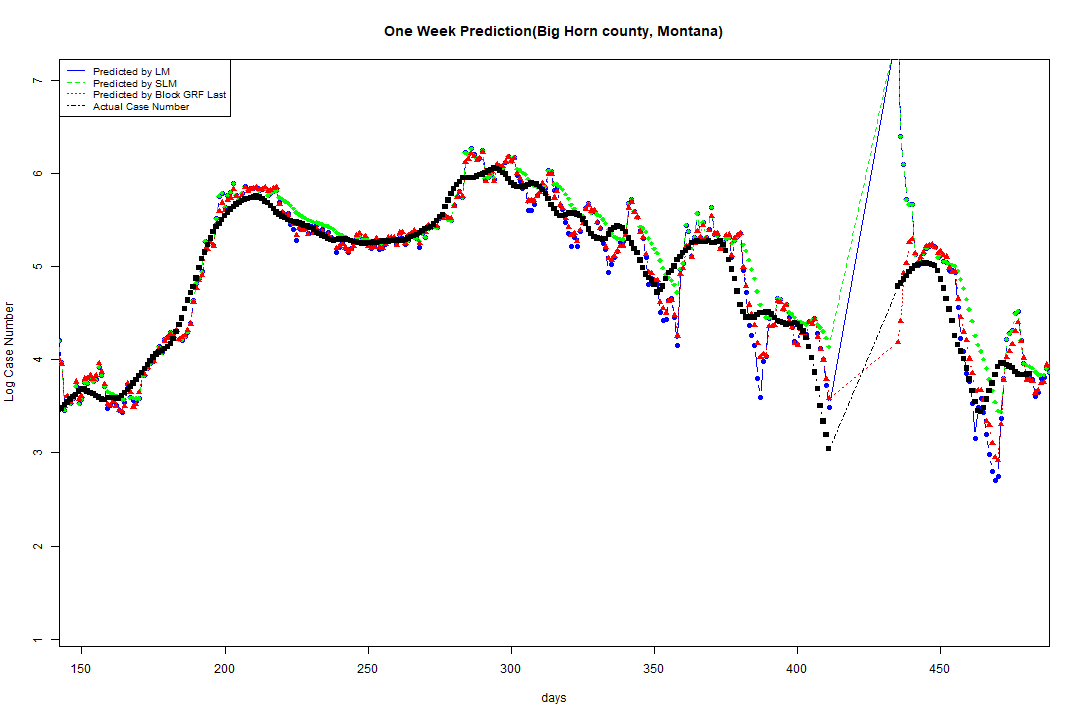 One Week Prediction(Big Horn county, Montana)
Predicted by LM
Predicted by SLM
Predicted by Block GRF Last
Actual Case Number
Log Case Number
7
6
5
4
3
2
1
150 200 250 300 350 400 450
days